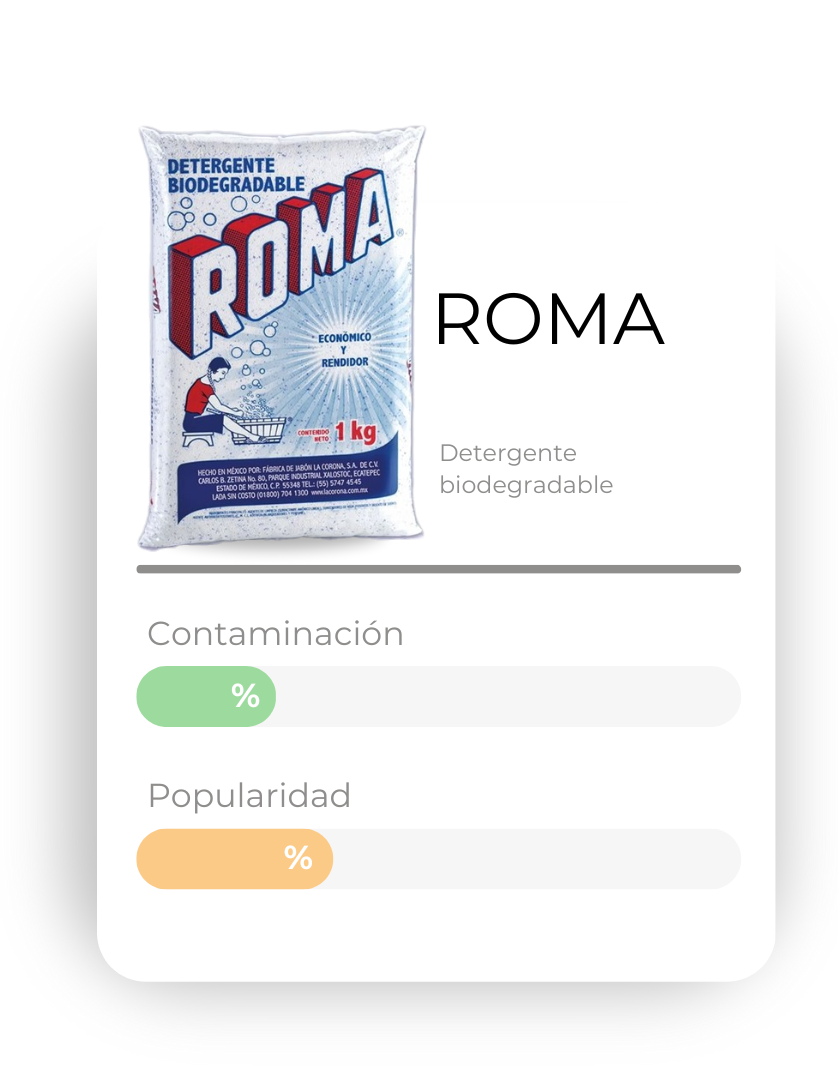 DETERGENTE
BIODEGRADABLE
ROMA
®
ECONÓMICO
Y
RENDIDOR
CONTENIDO
NETO
1 kg
HECHO EN MÉXICO POR: FÁBRICA DE JABÓN LA CORONA, S.A. DE C.V.
CARLOS B. ZETINA No. 80, PARQUE INDUSTRIAL XALOSTOC, ECATEPEC
ESTADO DE MÉXICO, C.P. 55348 TEL.: (55) 5747 4545
LADA SIN COSTO (01800) 704 1300 www.lacorona.com.mx
ROMA
Detergente
biodegradable
Contaminación
%
Popularidad
%